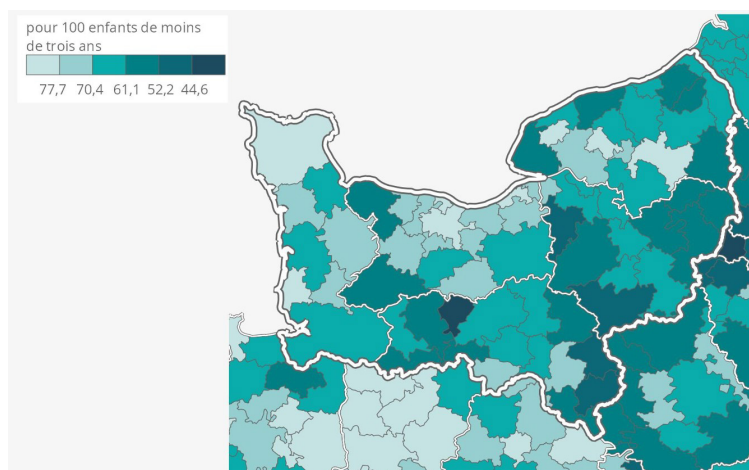 pour 100 enfants de moins
de trois ans
77,7 70,4 61,1 52,2 44,6